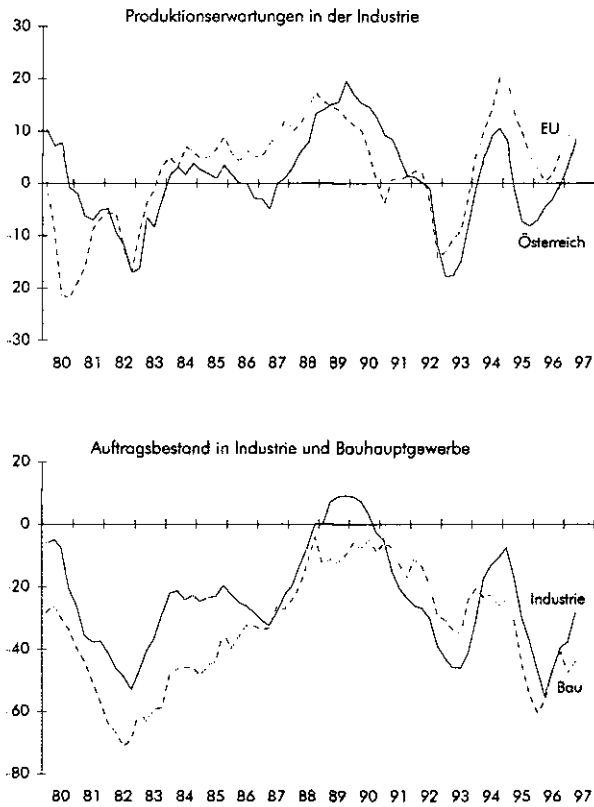 Produktionserwartungen in der Industrie
30
20
10
0
-10
-20
-30
EU
Österreich
80 81 82 83 84 85 86 87 88 89 90 91 92 93 94 95 96 97
Auftragsbestand in Industrie und Bauhauptgewerbe
20
0
-20
-40
-60
-80
Industrie
Bau
80 81 82 83 84 85 86 87 88 89 90 91 92 93 94 95 96 97